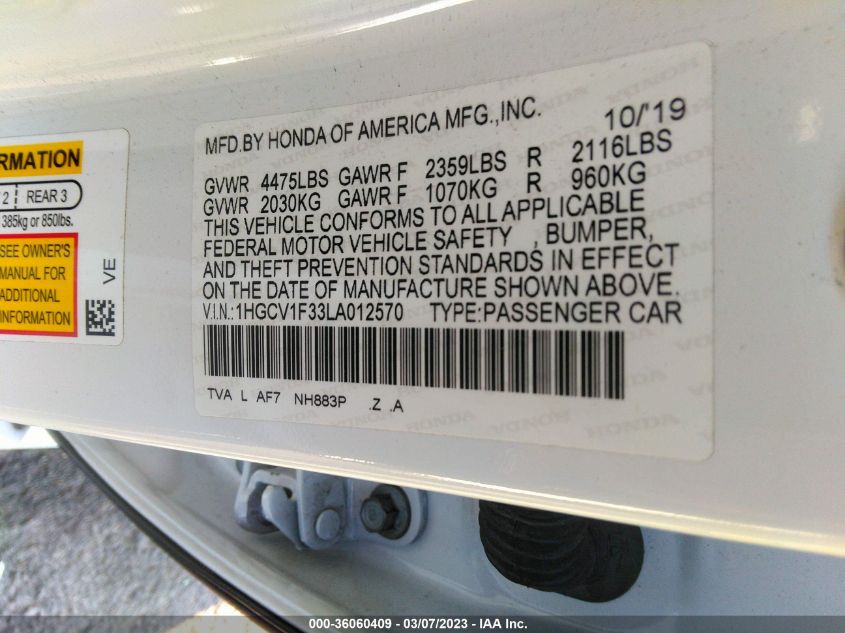 RMATION
2 REAR 3
385kg or 850lbs.
SEE OWNER'S
MANUAL FOR
ADDITIONAL
INFORMATION
VE
MFD.BY HONDA OF AMERICA MFG.,INC. 10/'19
GVWR 4475LBS GAWR F 2359LBS R 2116LBS
GVWR 2030KG GAWR F 1070KG R 960KG
THIS VEHICLE CONFORMS TO ALL APPLICABLE
FEDERAL MOTOR VEHICLE SAFETY , BUMPER,
AND THEFT PREVENTION STANDARDS IN EFFECT
ON THE DATE OF MANUFACTURE SHOWN ABOVE.
V.I.N.:1HGCV1F33LA012570 TYPE:PASSENGER CAR
TVA L AF7 NH883P .Z .A
000-36060409 - 03/07/2023 - IAA Inc.